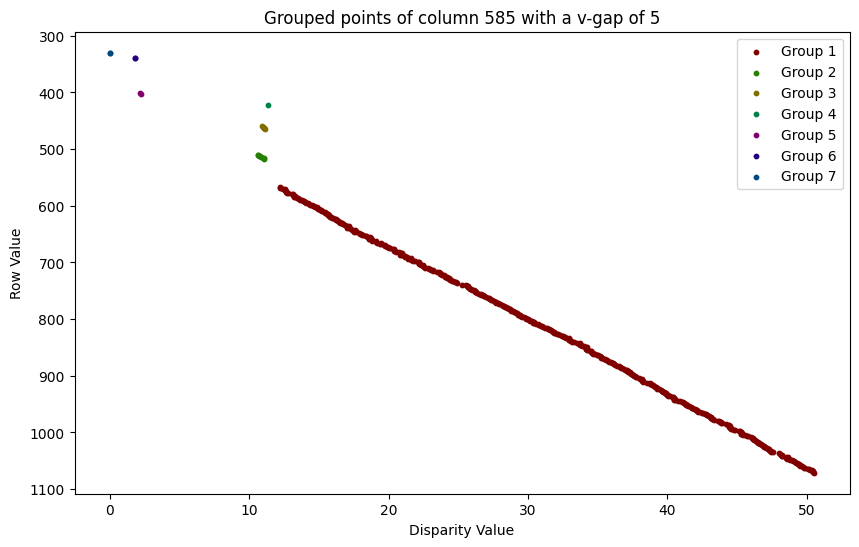 Grouped points of column 585 with a v-gap of 5
300
400
500
600
700
800
900
1000
1100
Row Value
0
10
20
30
40
50
Disparity Value
Group 1
Group 2
Group 3
Group 4
Group 5
Group 6
Group 7